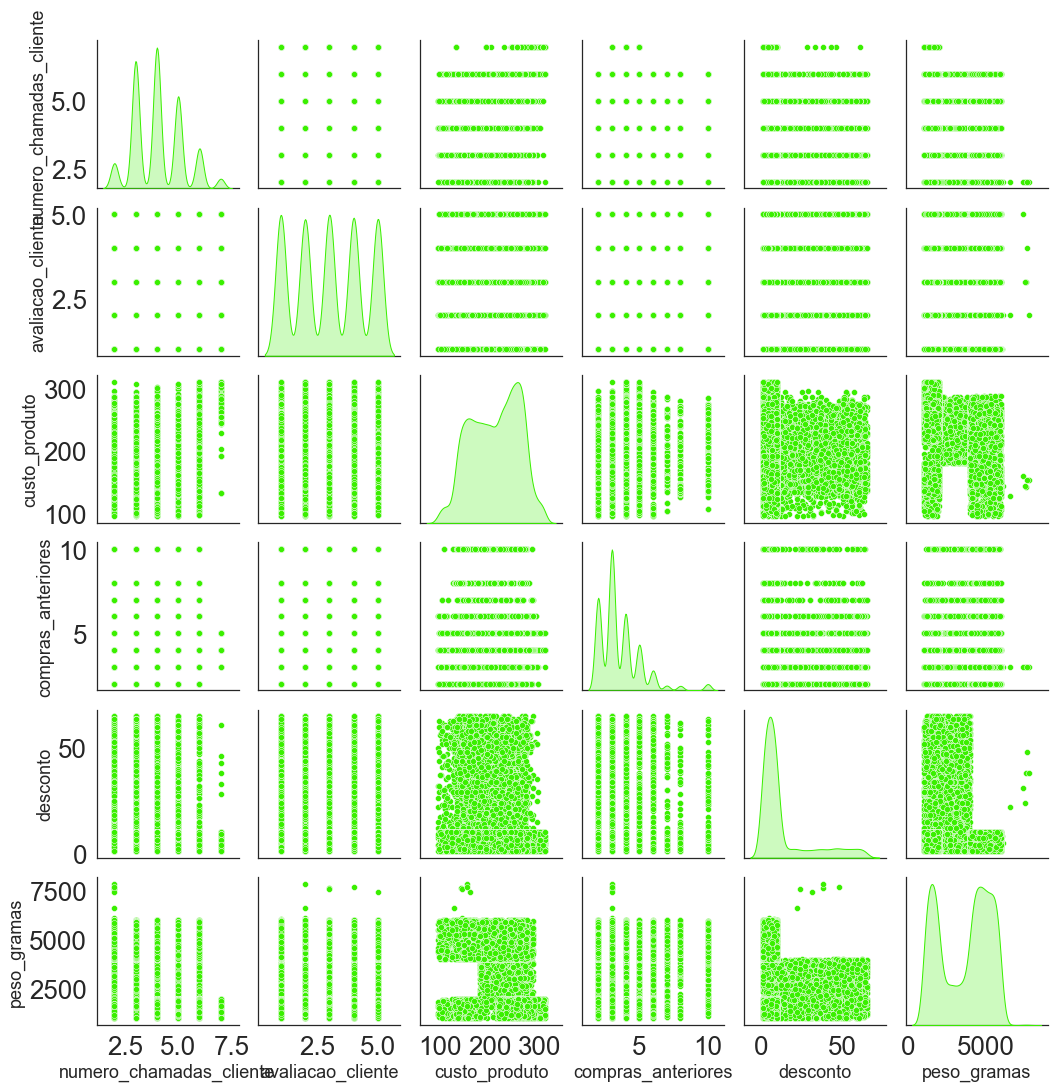 numero_chamadas_cliente
5.0
2.5
avaliacao_cliente
5.0
2.5
custo_produto
300
200
100
compras_anteriores
10
5
desconto
50
0
peso_gramas
7500
5000
2500
2.5 5.0 7.5 2.5 5.0 100 200 300 5 10 0 50 0 5000
numero_chamadas_cliente avaliacao_cliente custo_produto compras_anteriores desconto peso_gramas